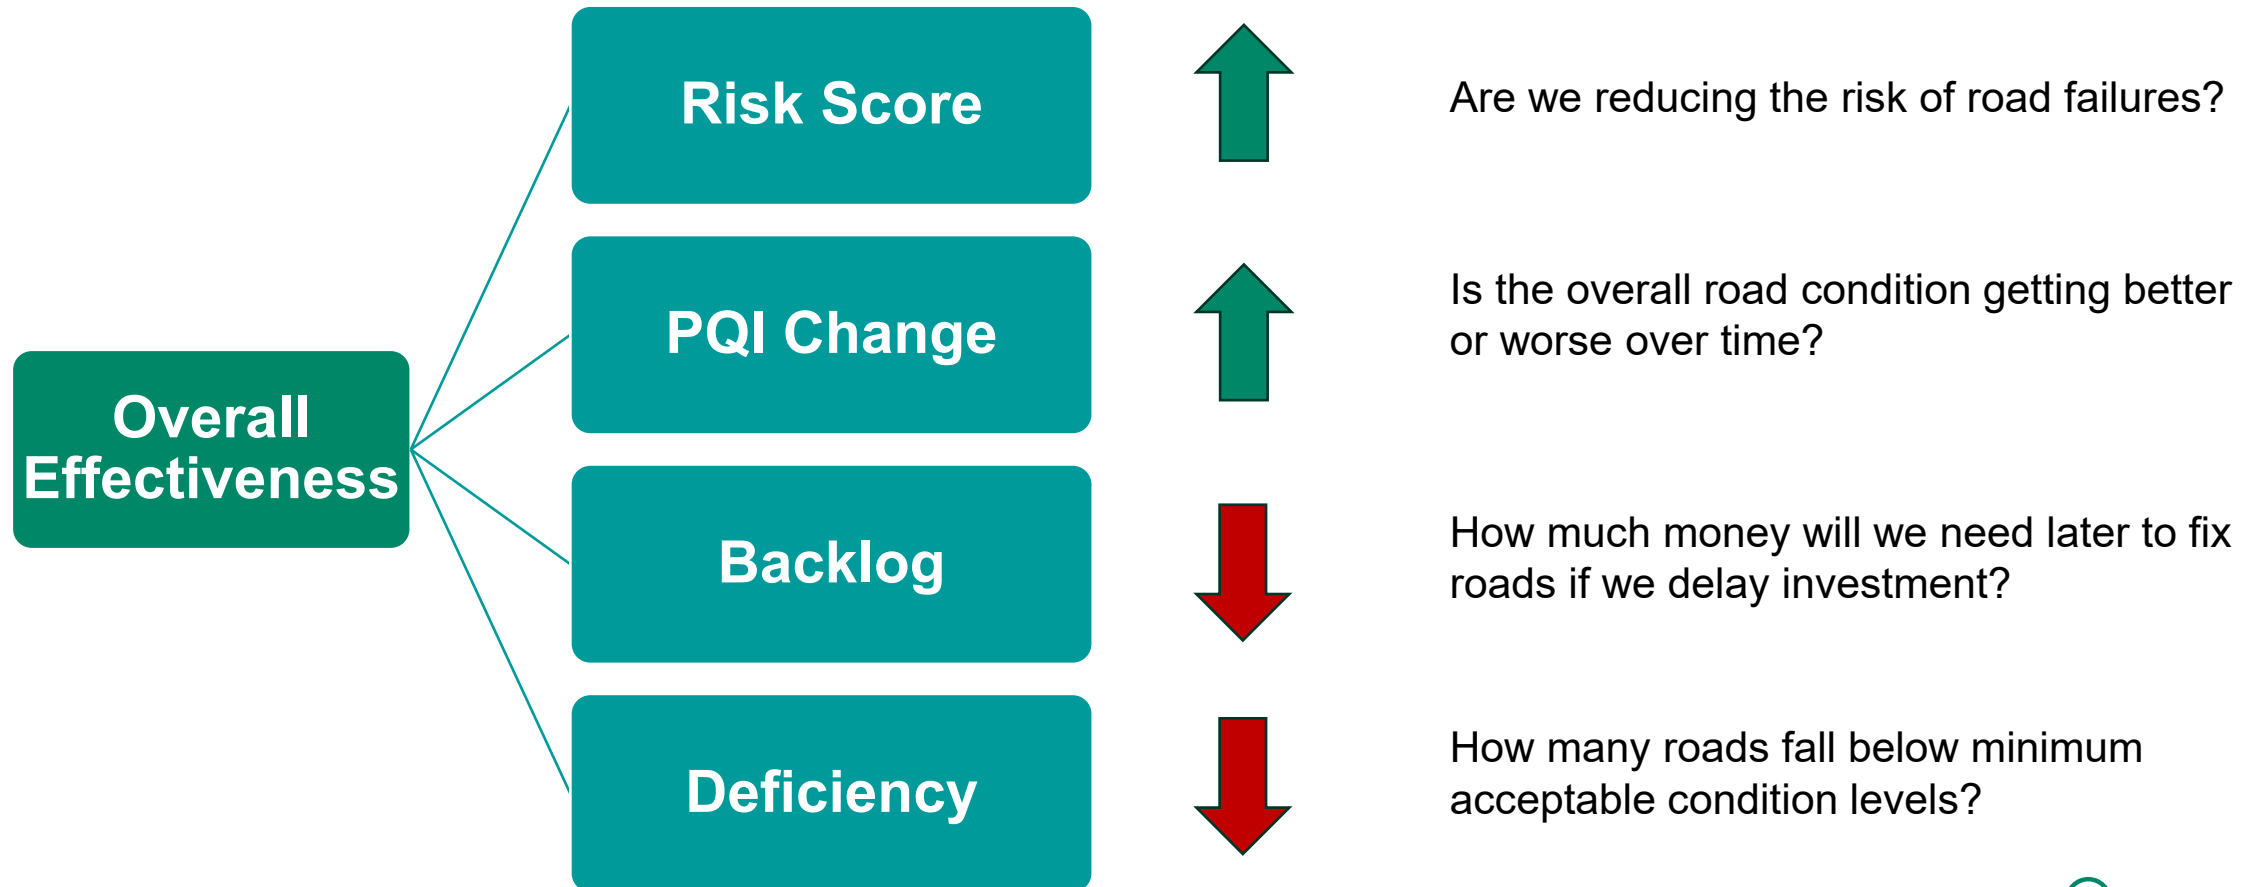 Risk Score
Are we reducing the risk of road failures?
PQI Change
Is the overall road condition getting better
or worse over time?
Overall
Effectiveness
Backlog
How much money will we need later to fix
roads if we delay investment?
Deficiency
How many roads fall below minimum
acceptable condition levels?